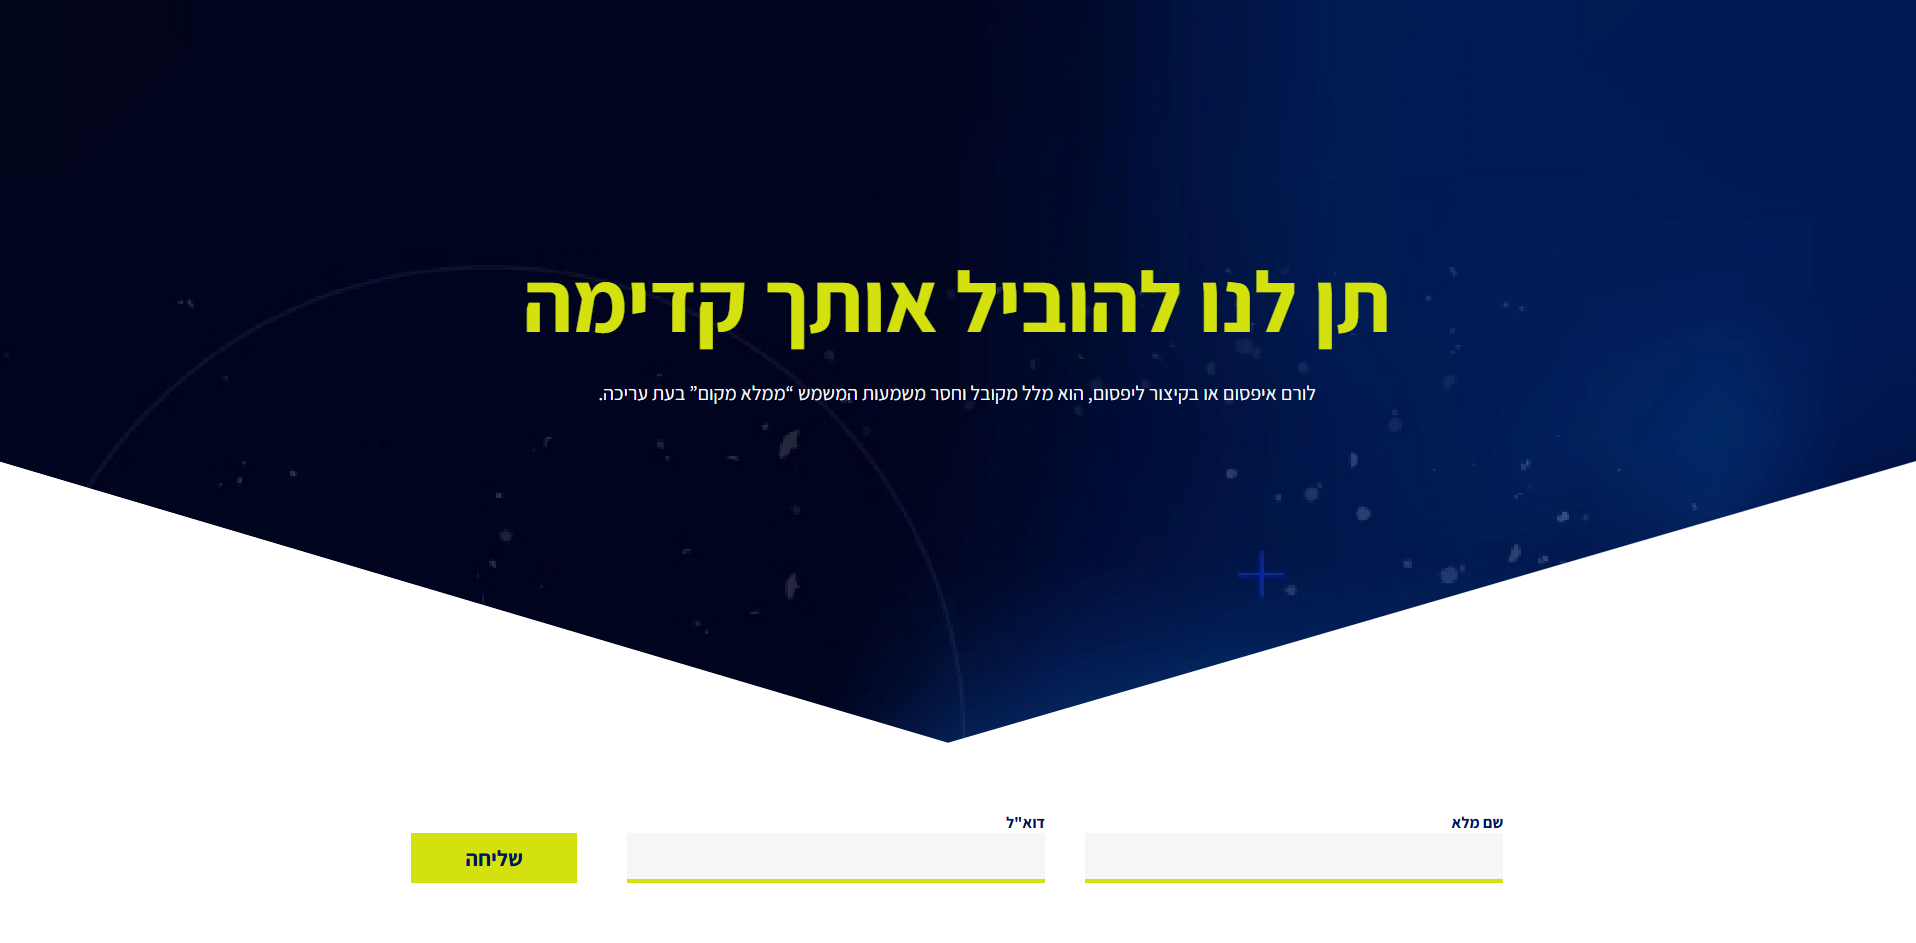 תן לנו להוביל אותך קדימה
לורם איפסום או בקיצור ליפסום, הוא מלל מקובל וחסר משמעות המשמש “ממלא מקום” בעת עריכה.
שם מלא
דוא"ל
שליחה